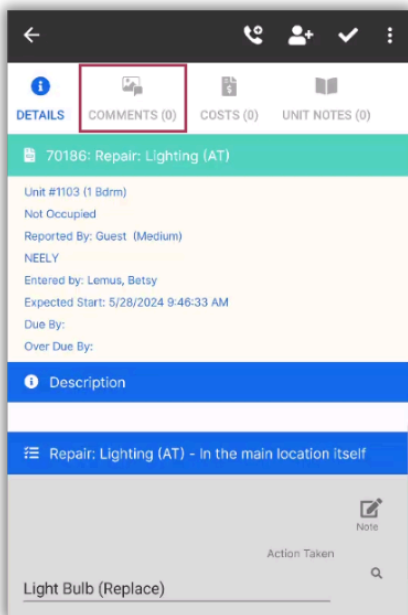 DETAILS COMMENTS (0) COSTS (0) UNIT NOTES (0)
70186: Repair: Lighting (AT)
Unit #1103 (1 Bdrm)
Not Occupied
Reported By: Guest (Medium)
NEELY
Entered by: Lemus, Betsy
Expected Start: 5/28/2024 9:46:33 AM
Due By:
Over Due By:
Description
Repair: Lighting (AT) - In the main location itself
Note
Action Taken
Light Bulb (Replace)